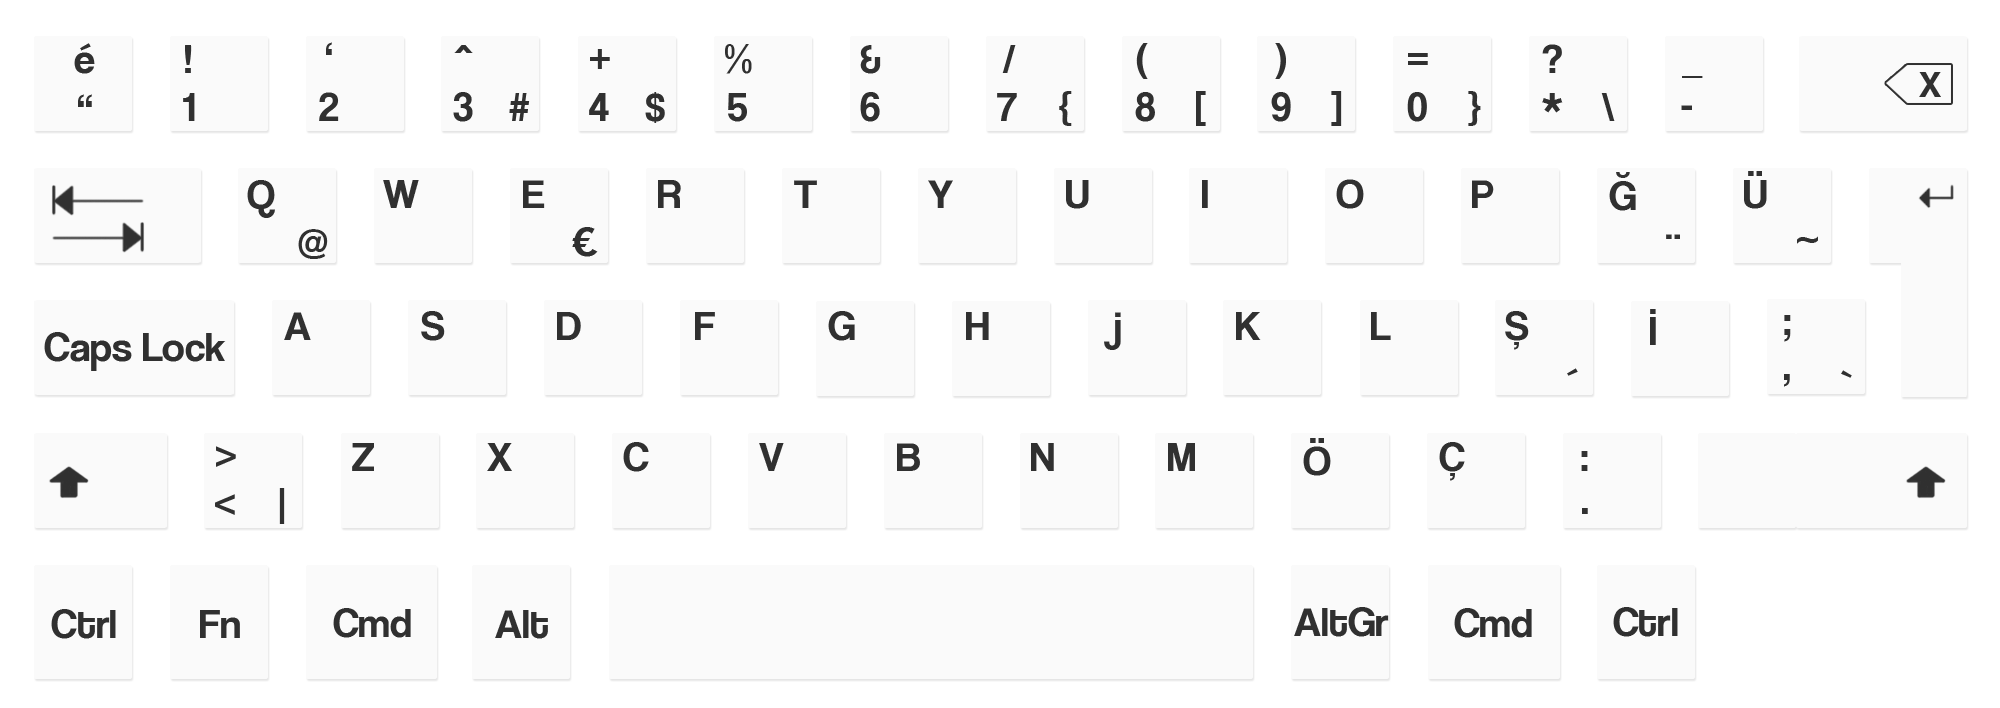 é ! ‘ ^ + % & / ( ) = ? _
“ 1 2 3 # 4 $ 5 6 7 { 8 [ 9 ] 0 } * \ - X
Q W E R T Y U I O P Ğ Ü
@ € ¨ ~
Caps Lock A S D F G H j K L Ş İ ;
´ , `
> Z X C V B N M Ö Ç :
< | .
Ctrl Fn Cmd Alt AltGr Cmd Ctrl